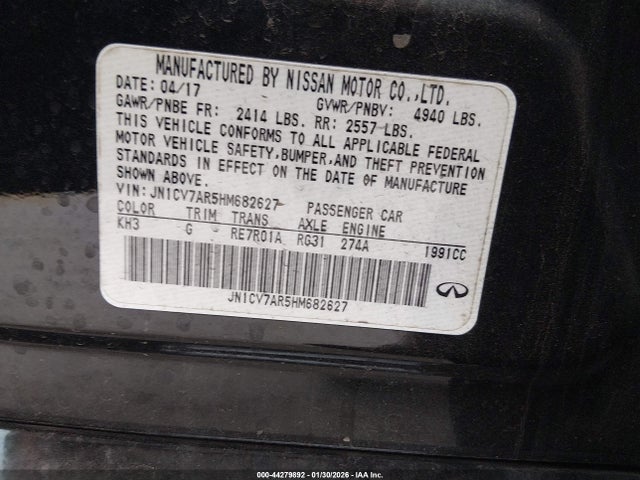 MANUFACTURED BY NISSAN MOTOR CO.,LTD.
DATE: 04/17 GVWR/PNBV: 4940 LBS.
GAWR/PNBE FR: 2414 LBS. RR: 2557 LBS.
THIS VEHICLE CONFORMS TO ALL APPLICABLE FEDERAL
MOTOR VEHICLE SAFETY, BUMPER, AND THEFT PREVENTION
STANDARDS IN EFFECT ON THE DATE OF MANUFACTURE
SHOWN ABOVE.
VIN: JN1CV7AR5HM682627 PASSENGER CAR
COLOR TRIM TRANS AXLE ENGINE
KH3 G RE7R01A RG31 274A 1991CC
JN1CV7AR5HM682627
000-44279892 | 01/30/2026 | IAA Inc.